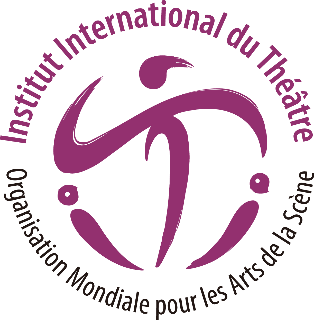 Institut International du Théâtre
Organisation Mondiale pour les Arts de la Scène